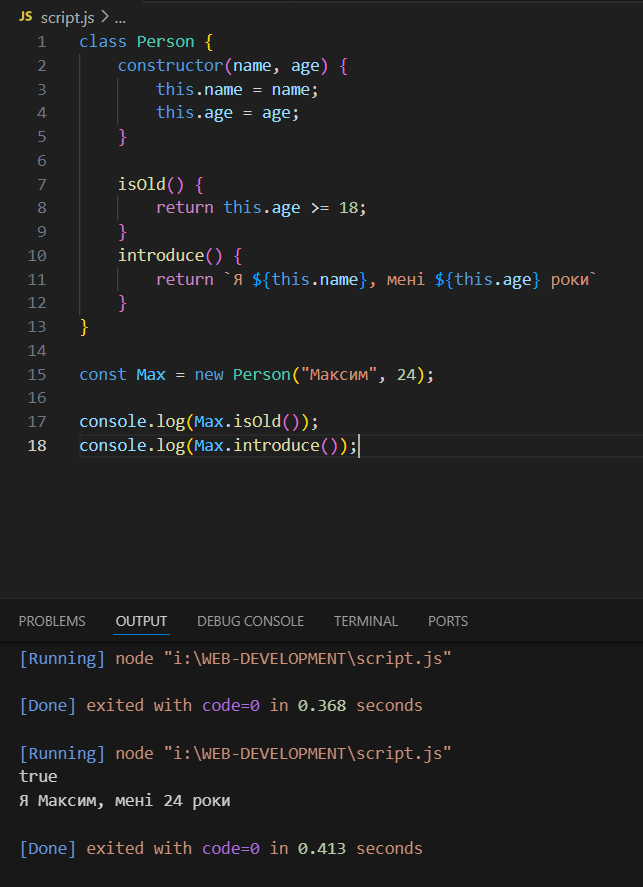 JS script.js > ...
1 class Person {
2     constructor(name, age) {
3         this.name = name;
4         this.age = age;
5     }
6
7     isOld() {
8         return this.age >= 18;
9     }
10     introduce() {
11         return `Я ${this.name}, мені ${this.age} роки`
12     }
13 }
14
15 const Max = new Person("Максим", 24);
16
17 console.log(Max.isOld());
18 console.log(Max.introduce());
PROBLEMS OUTPUT DEBUG CONSOLE TERMINAL PORTS
[Running] node "i:\WEB-DEVELOPMENT\script.js"
[Done] exited with code=0 in 0.368 seconds
[Running] node "i:\WEB-DEVELOPMENT\script.js"
true
Я Максим, мені 24 роки
[Done] exited with code=0 in 0.413 seconds